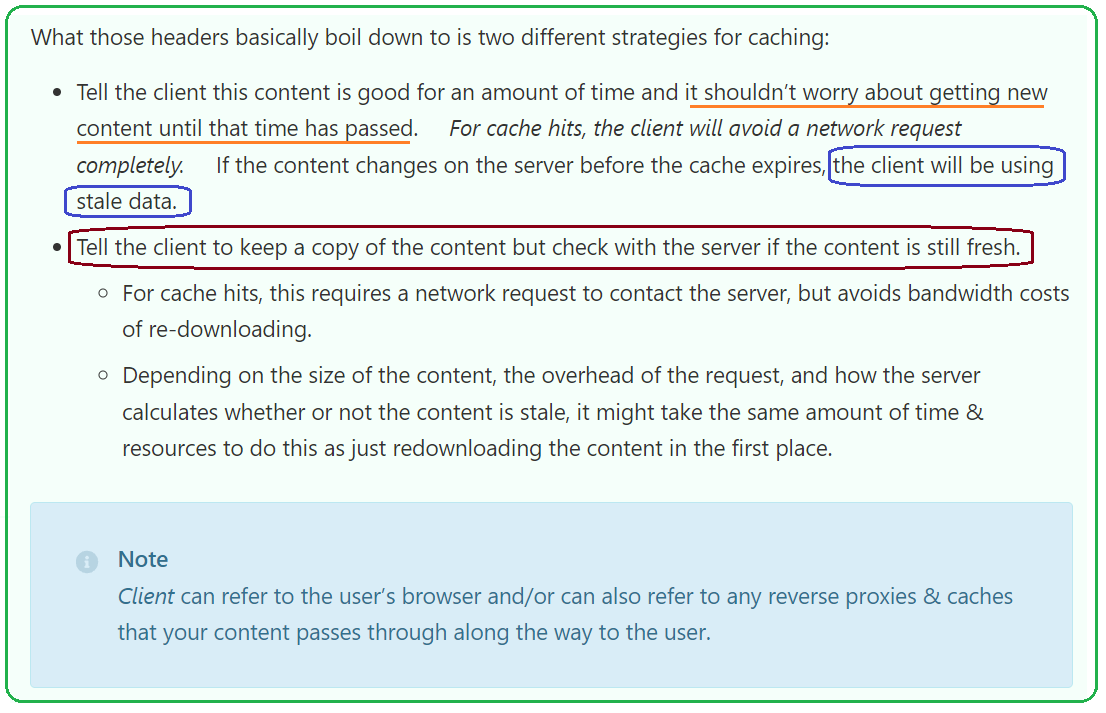 What those headers basically boil down to is two different strategies for caching:
• Tell the client this content is good for an amount of time and it shouldn't worry about getting new
content until that time has passed. For cache hits, the client will avoid a network request
completely. If the content changes on the server before the cache expires, the client will be using
stale data.
• Tell the client to keep a copy of the content but check with the server if the content is still fresh.
○ For cache hits, this requires a network request to contact the server, but avoids bandwidth costs
of re-downloading.
○ Depending on the size of the content, the overhead of the request, and how the server
calculates whether or not the content is stale, it might take the same amount of time &
resources to do this as just redownloading the content in the first place.
Note
Client can refer to the user's browser and/or can also refer to any reverse proxies & caches
that your content passes through along the way to the user.